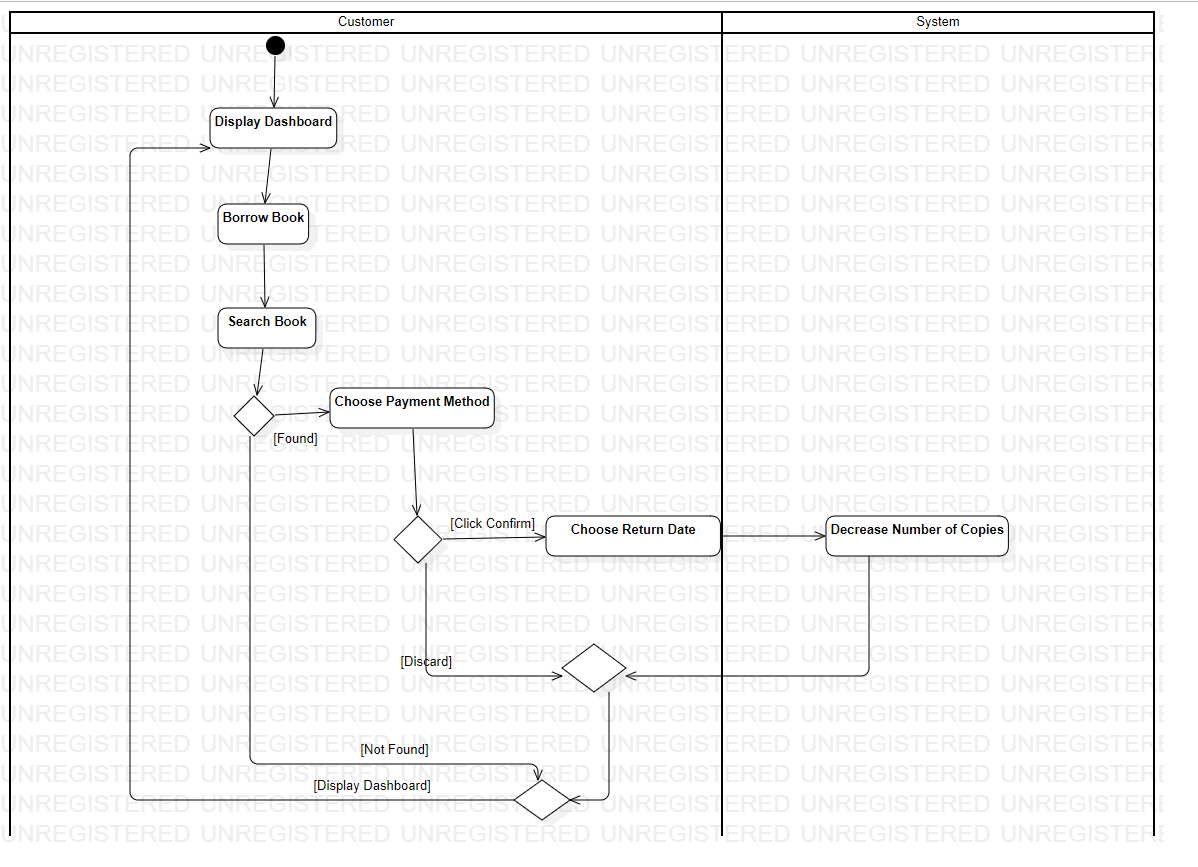 Customer
System
Display Dashboard
Borrow Book
Search Book
Choose Payment Method
[Found]
[Click Confirm]
Choose Return Date
Decrease Number of Copies
[Discard]
[Not Found]
[Display Dashboard]
UNREGISTERED